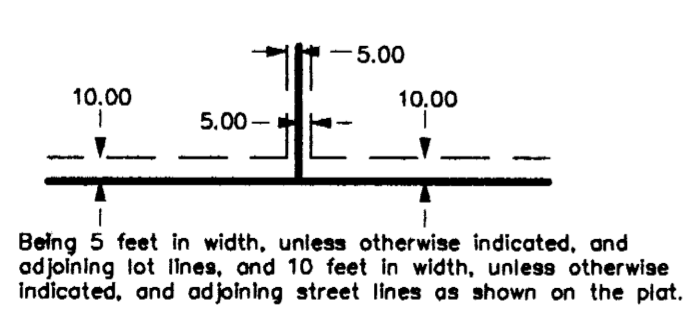 5.00
10.00
10.00
5.00
Being 5 feet in width, unless otherwise indicated, and
adjoining lot lines, and 10 feet in width, unless otherwise
indicated, and adjoining street lines as shown on the plat.